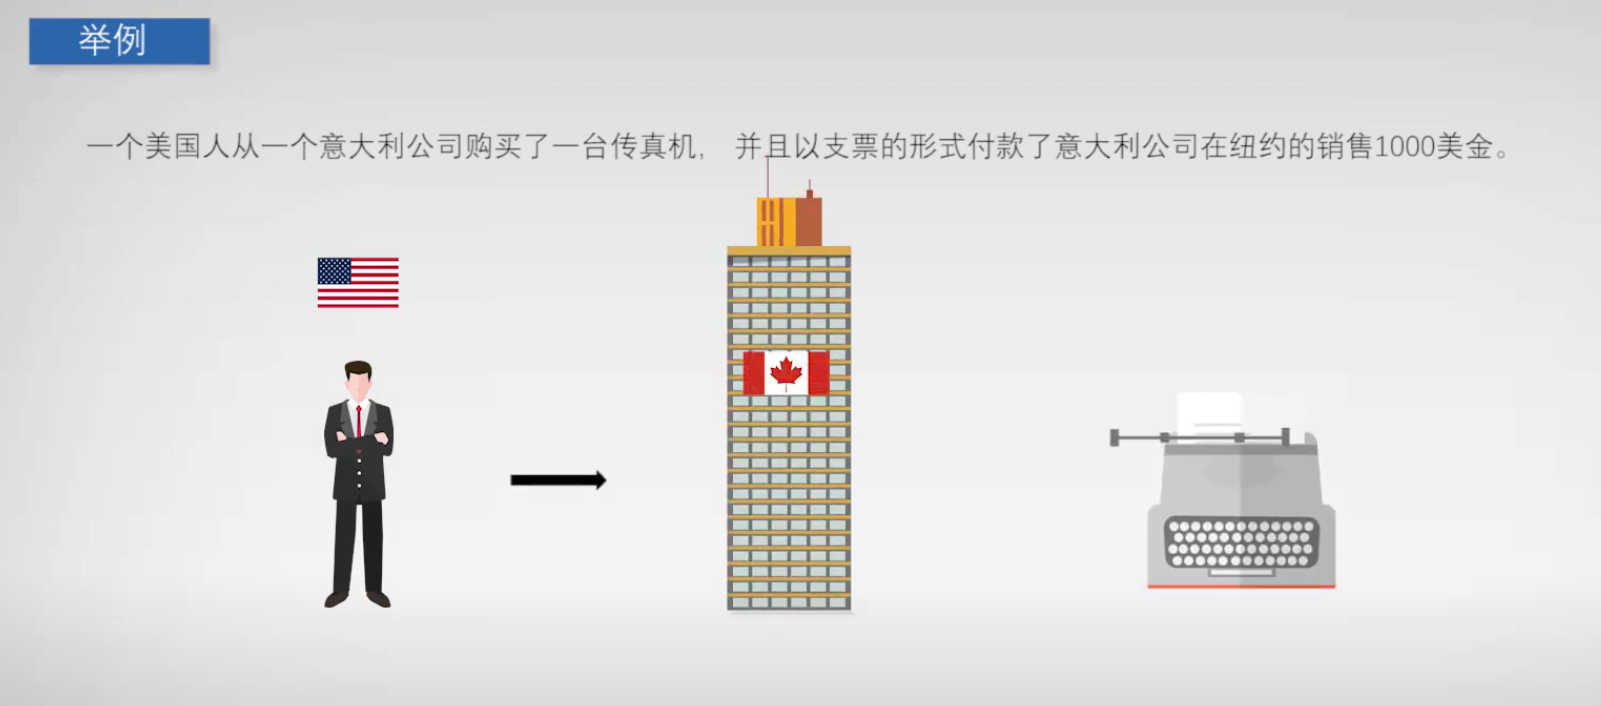 举例
一个美国人从一个意大利公司购买了一台传真机, 并且以支票的形式付款了意大利公司在纽约的销售1000美金。